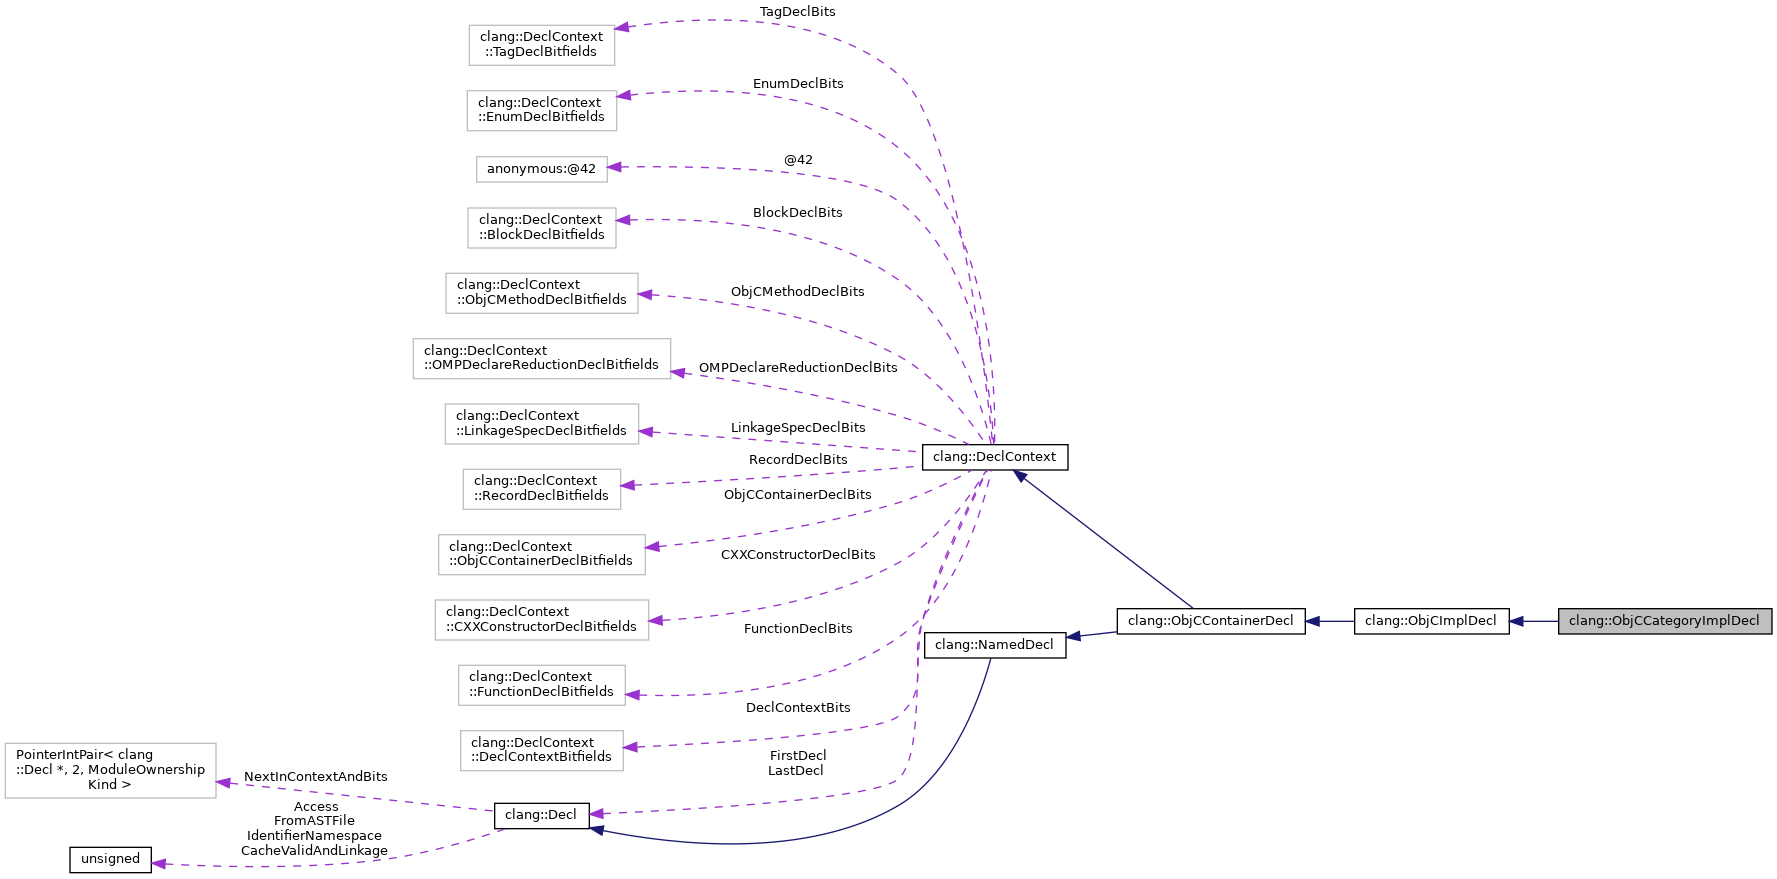 TagDeclBits
clang::DeclContext
::TagDeclBitfields
EnumDeclBits
clang::DeclContext
::EnumDeclBitfields
@42
anonymous:@42
BlockDeclBits
clang::DeclContext
::BlockDeclBitfields
clang::DeclContext
::ObjCMethodDeclBitfields
ObjCMethodDeclBits
clang::DeclContext
::OMPDeclareReductionDeclBitfields
OMPDeclareReductionDeclBits
clang::DeclContext
::LinkageSpecDeclBitfields
LinkageSpecDeclBits
clang::DeclContext
RecordDeclBits
clang::DeclContext
::RecordDeclBitfields
ObjCContainerDeclBits
clang::DeclContext
::ObjCContainerDeclBitfields
CXXConstructorDeclBits
clang::DeclContext
::CXXConstructorDeclBitfields
FunctionDeclBits
clang::NamedDecl
clang::ObjCContainerDecl
clang::ObjCImplDecl
clang::ObjCCategoryImplDecl
clang::DeclContext
::FunctionDeclBitfields
DeclContextBits
clang::DeclContext
::DeclContextBitfields
FirstDecl
LastDecl
PointerIntPair< clang
::Decl *, 2, ModuleOwnership
Kind >
NextInContextAndBits
clang::Decl
Access
FromASTFile
IdentifierNamespace
CacheValidAndLinkage
unsigned